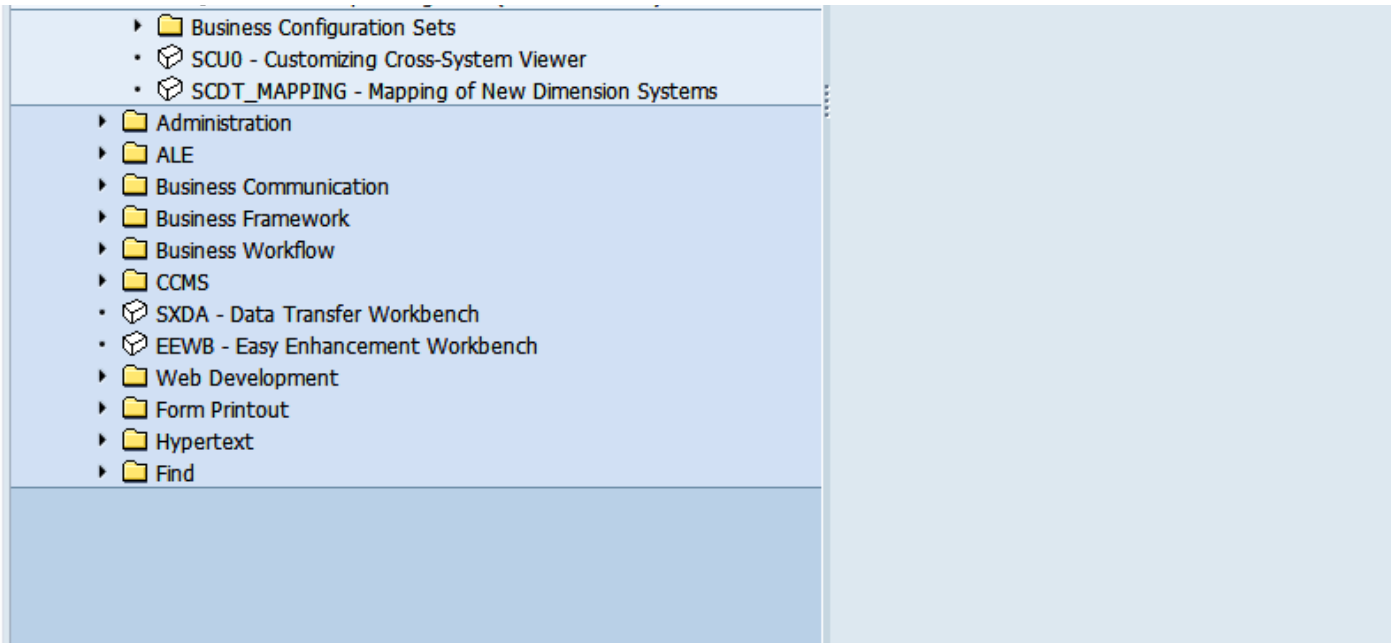 Business Configuration Sets
SCU0 - Customizing Cross-System Viewer
SCDT_MAPPING - Mapping of New Dimension Systems
Administration
ALE
Business Communication
Business Framework
Business Workflow
CCMS
SXDA - Data Transfer Workbench
EEWB - Easy Enhancement Workbench
Web Development
Form Printout
Hypertext
Find